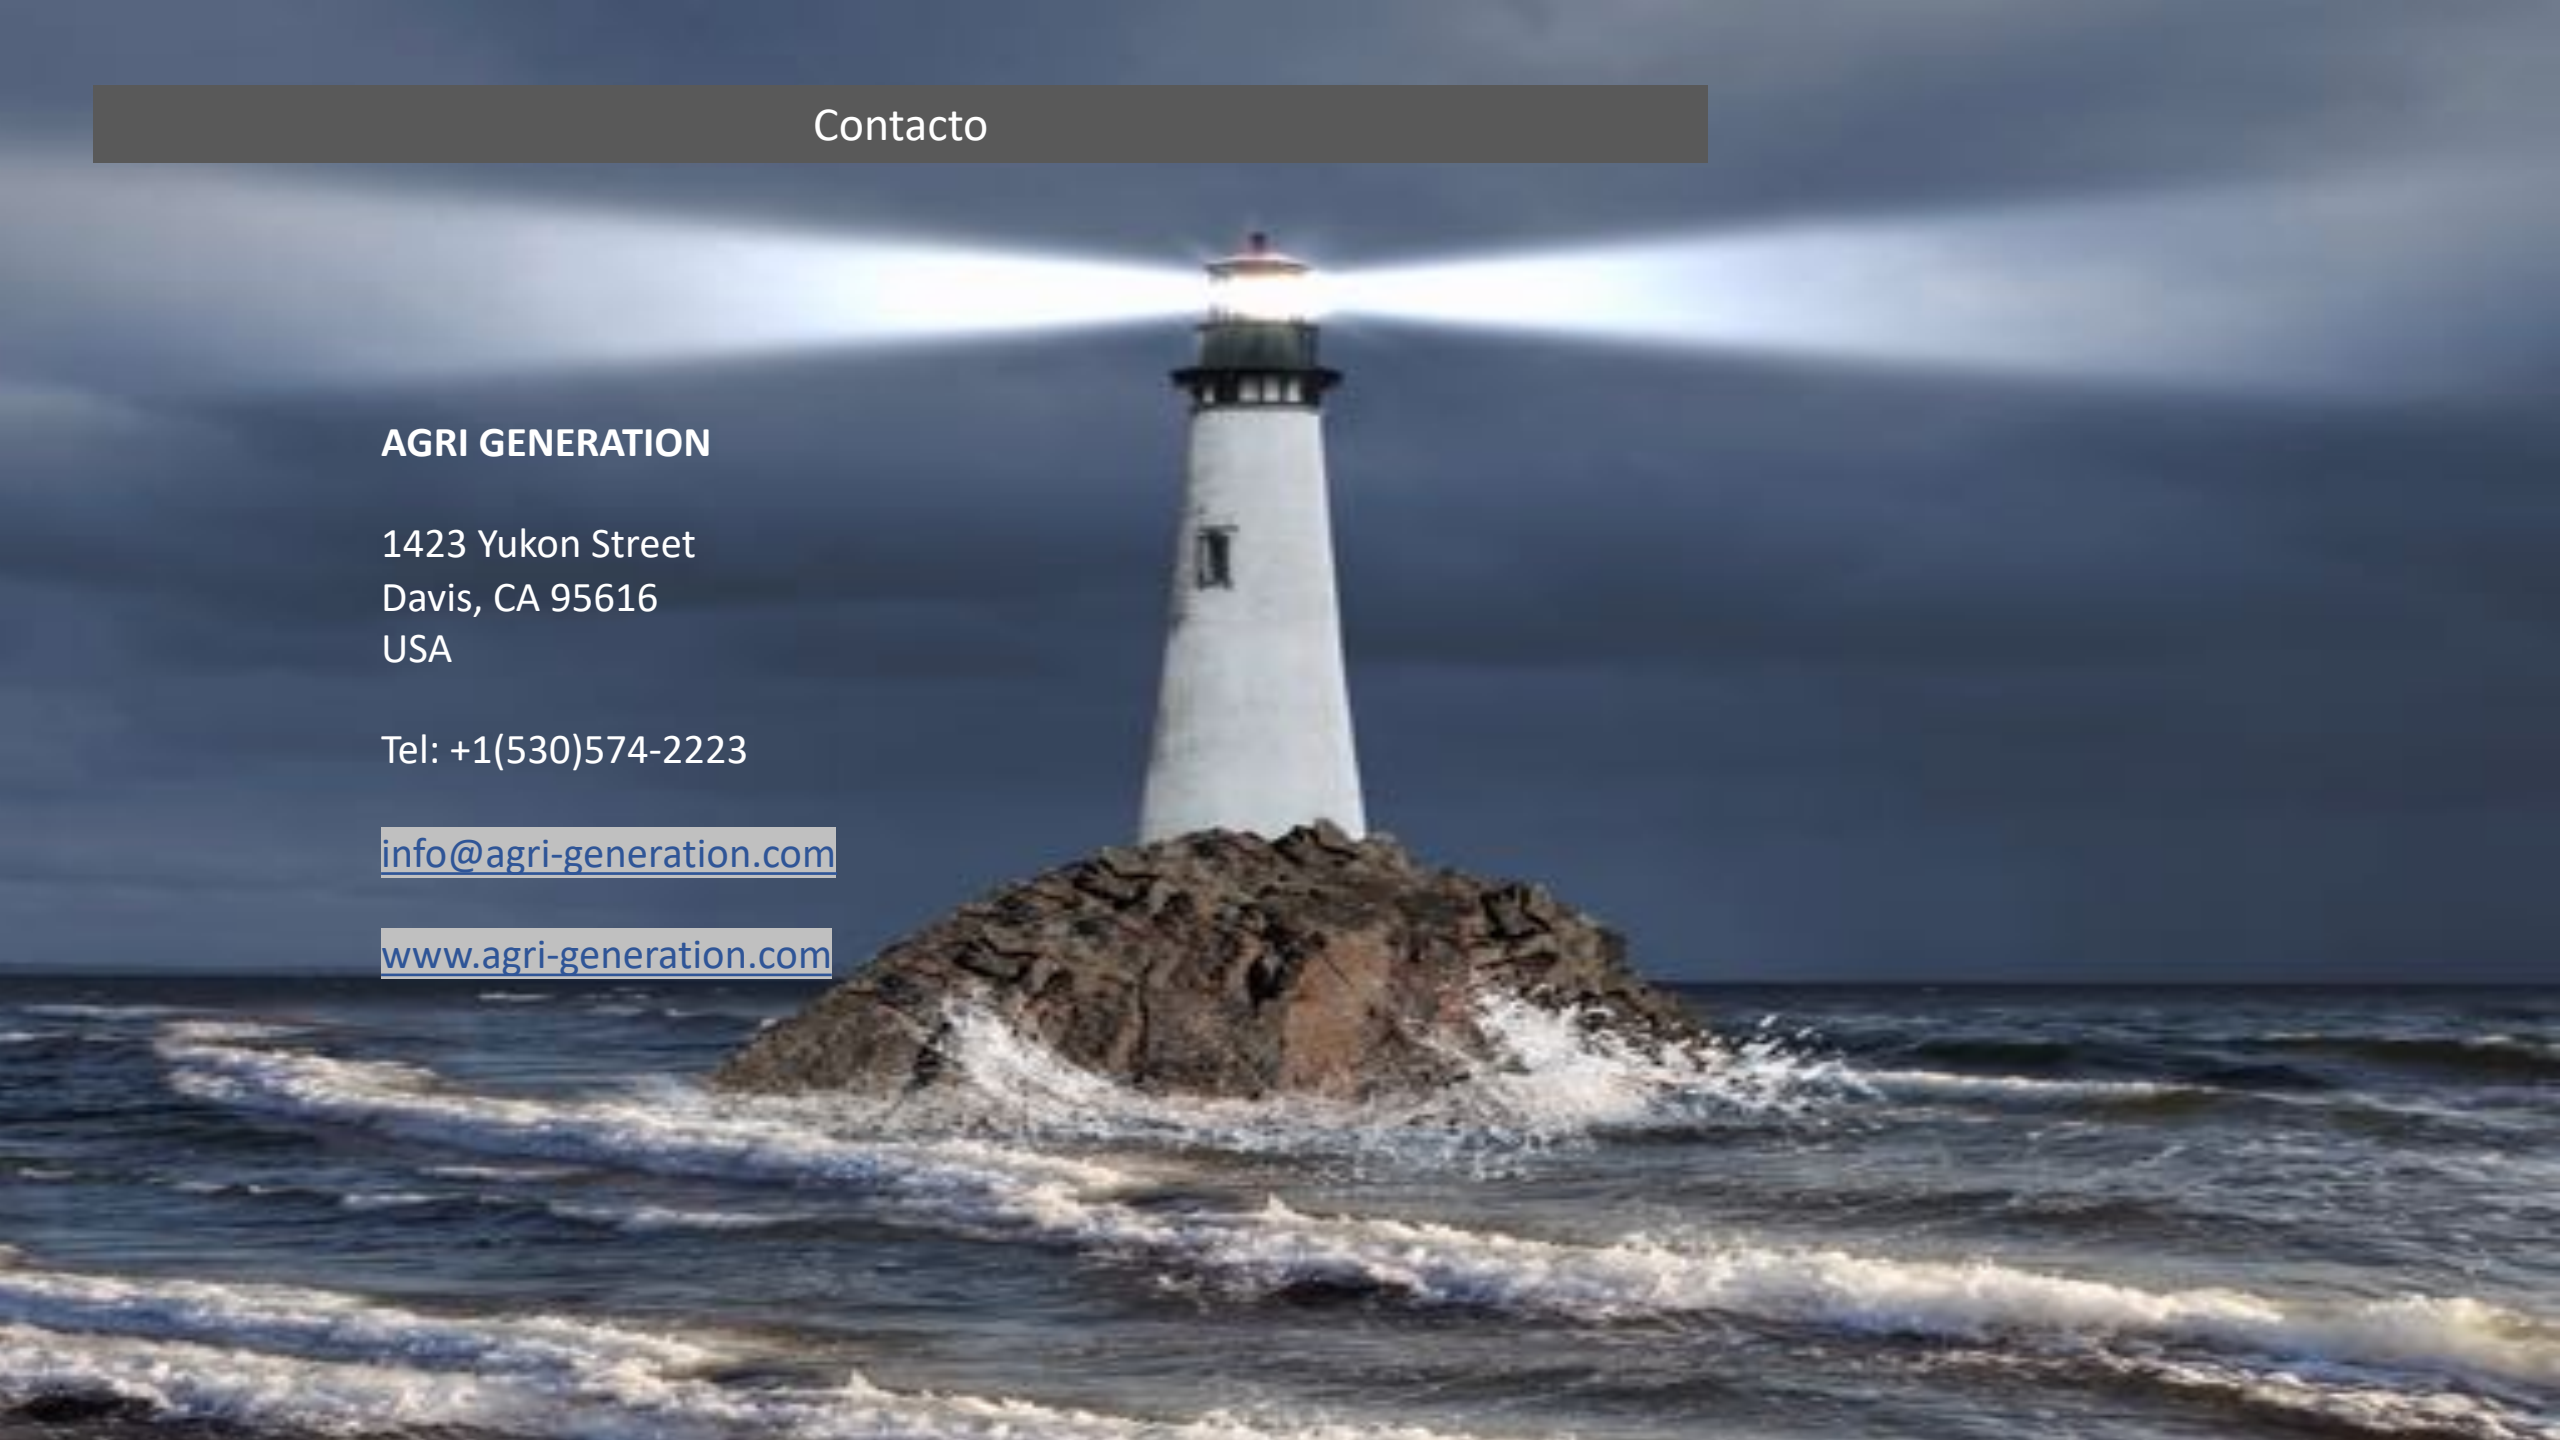 Contacto
AGRI GENERATION
1423 Yukon Street
Davis, CA 95616
USA
Tel: +1(530)574-2223
info@agri-generation.com
www.agri-generation.com